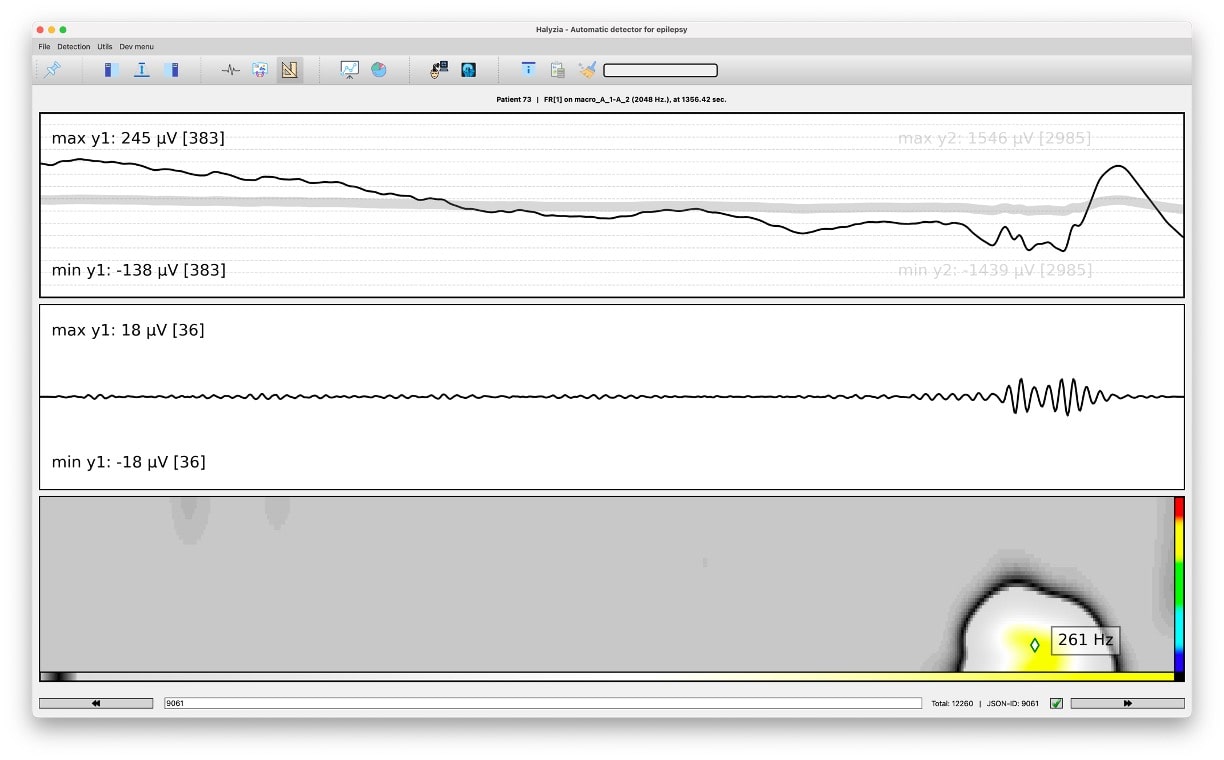 Halyzia - Automatic detector for epilepsy
File Detection Utils Dev menu
Patient 73 | FR[1] on macro_A_1-A_2 (2048 Hz.), at 1356.42 sec.
max y1: 245 µV [383] max y2: 1546 µV [2985]
min y1: -138 µV [383] min y2: -1439 µV [2985]
max y1: 18 µV [36]
min y1: -18 µV [36]
261 Hz
9061 Total: 12260 | JSON-ID: 9061